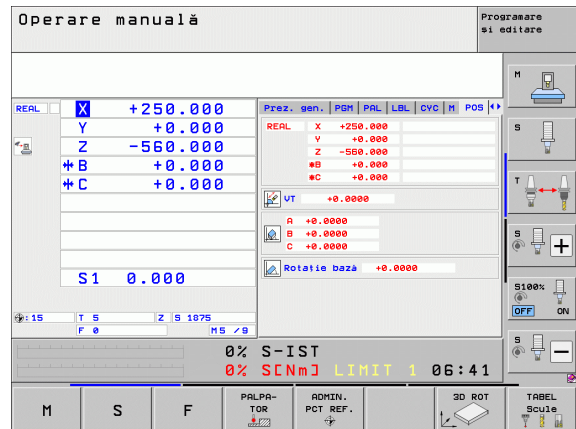 Operare manuală
Programare
si editare
REAL X +250.000
Y +0.000
Z -560.000
B +0.000
C +0.000
S1 0.000
15 T 5 Z S 1875
F 0 M5 /9
Prez. gen. PGM PAL LBL CYC M POS
REAL X +250.000
Y +0.000
Z -560.000
*B +0.000
*C +0.000
VT +0.0000
A +0.0000
B +0.0000
C +0.0000
Rotație bază +0.0000
0% S-IST
0% S[Nm] LIMIT 1 06:41
M
S
T
S
S100%
OFF ON
S
M
S
F
PALPA-
TOR
ADMIN.
PCT REF.
3D ROT
TABEL
Scule